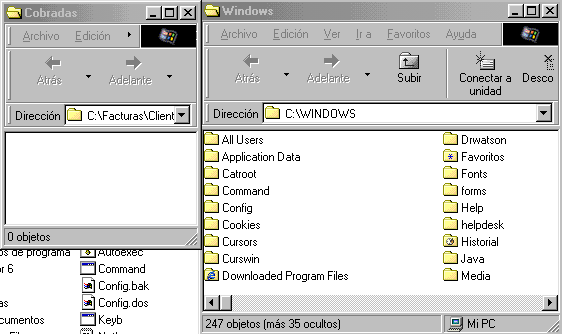 Cobradas
Archivo Edición
Atrás Adelante
Dirección C:\Facturas\Client
0 objetos
Windows
Archivo Edición Ver Ir a Favoritos Ayuda
Atrás Adelante Subir Conectar a unidad Desco
Dirección C:\WINDOWS
All Users Drwatson
Application Data Favoritos
Catroot Fonts
Command forms
Config Help
Cookies helpdesk
Cursors Historial
Curswin Java
Downloaded Program Files Media
247 objetos (más 35 ocultos) Mi PC
os de programa Autoexec
or 6 Command
Config.bak
as Config.dos
cumentos Keyb